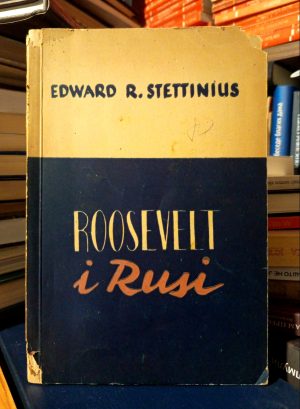 EDWARD R. STETTINIUS
ROOSEVELT
i Rusi